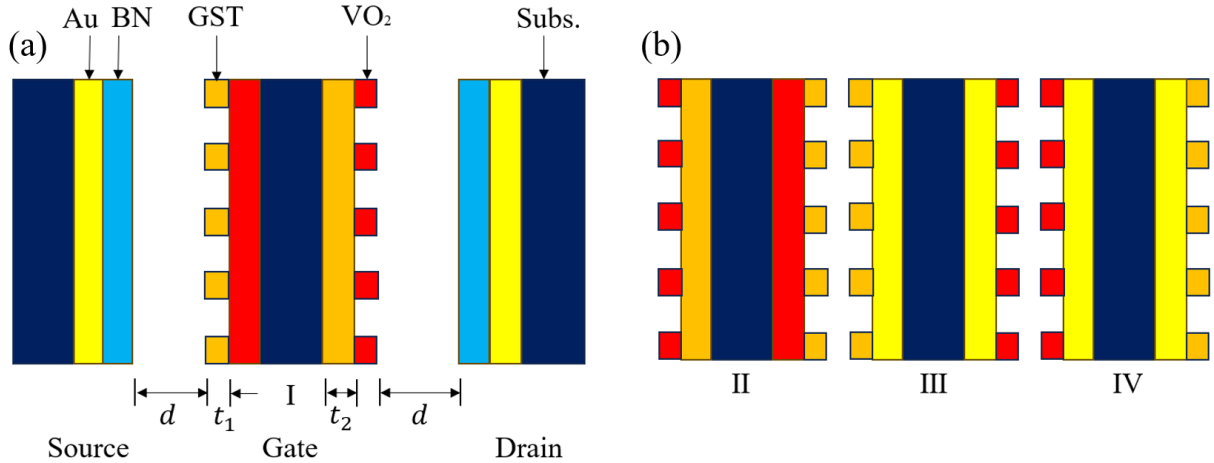 (a)
Au BN GST VO₂ Subs.
d t₁ I t₂ d
Source Gate Drain
(b)
II III IV